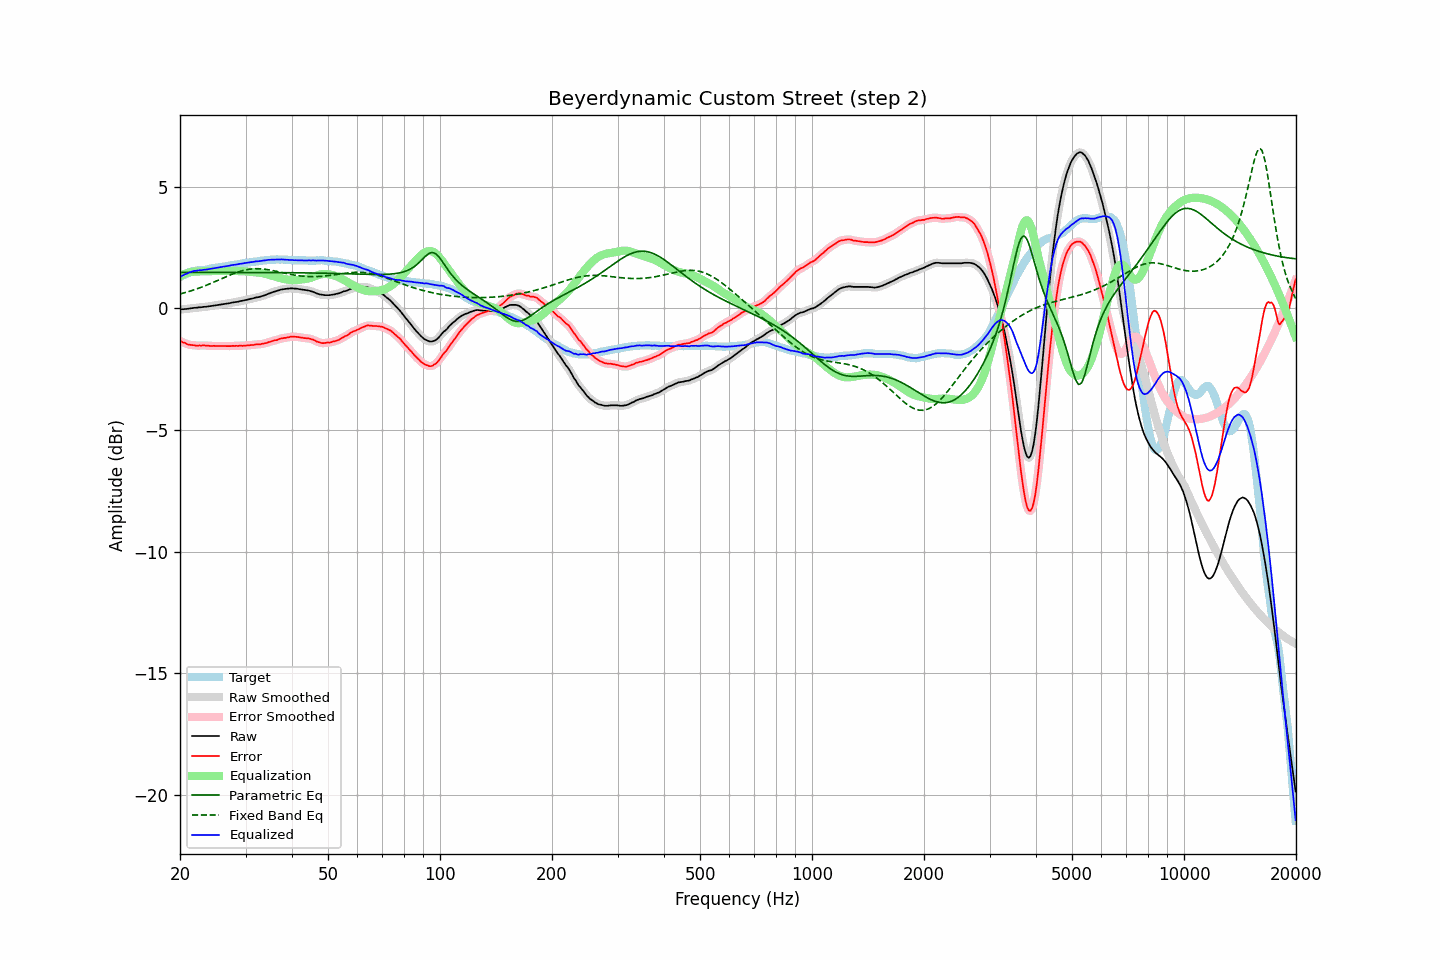 Beyerdynamic Custom Street (step 2)
Amplitude (dBr)
5
0
−5
−10
−15
−20
Target
Raw Smoothed
Error Smoothed
Raw
Error
Equalization
Parametric Eq
Fixed Band Eq
Equalized
20 50 100 200 500 1000 2000 5000 10000 20000
Frequency (Hz)